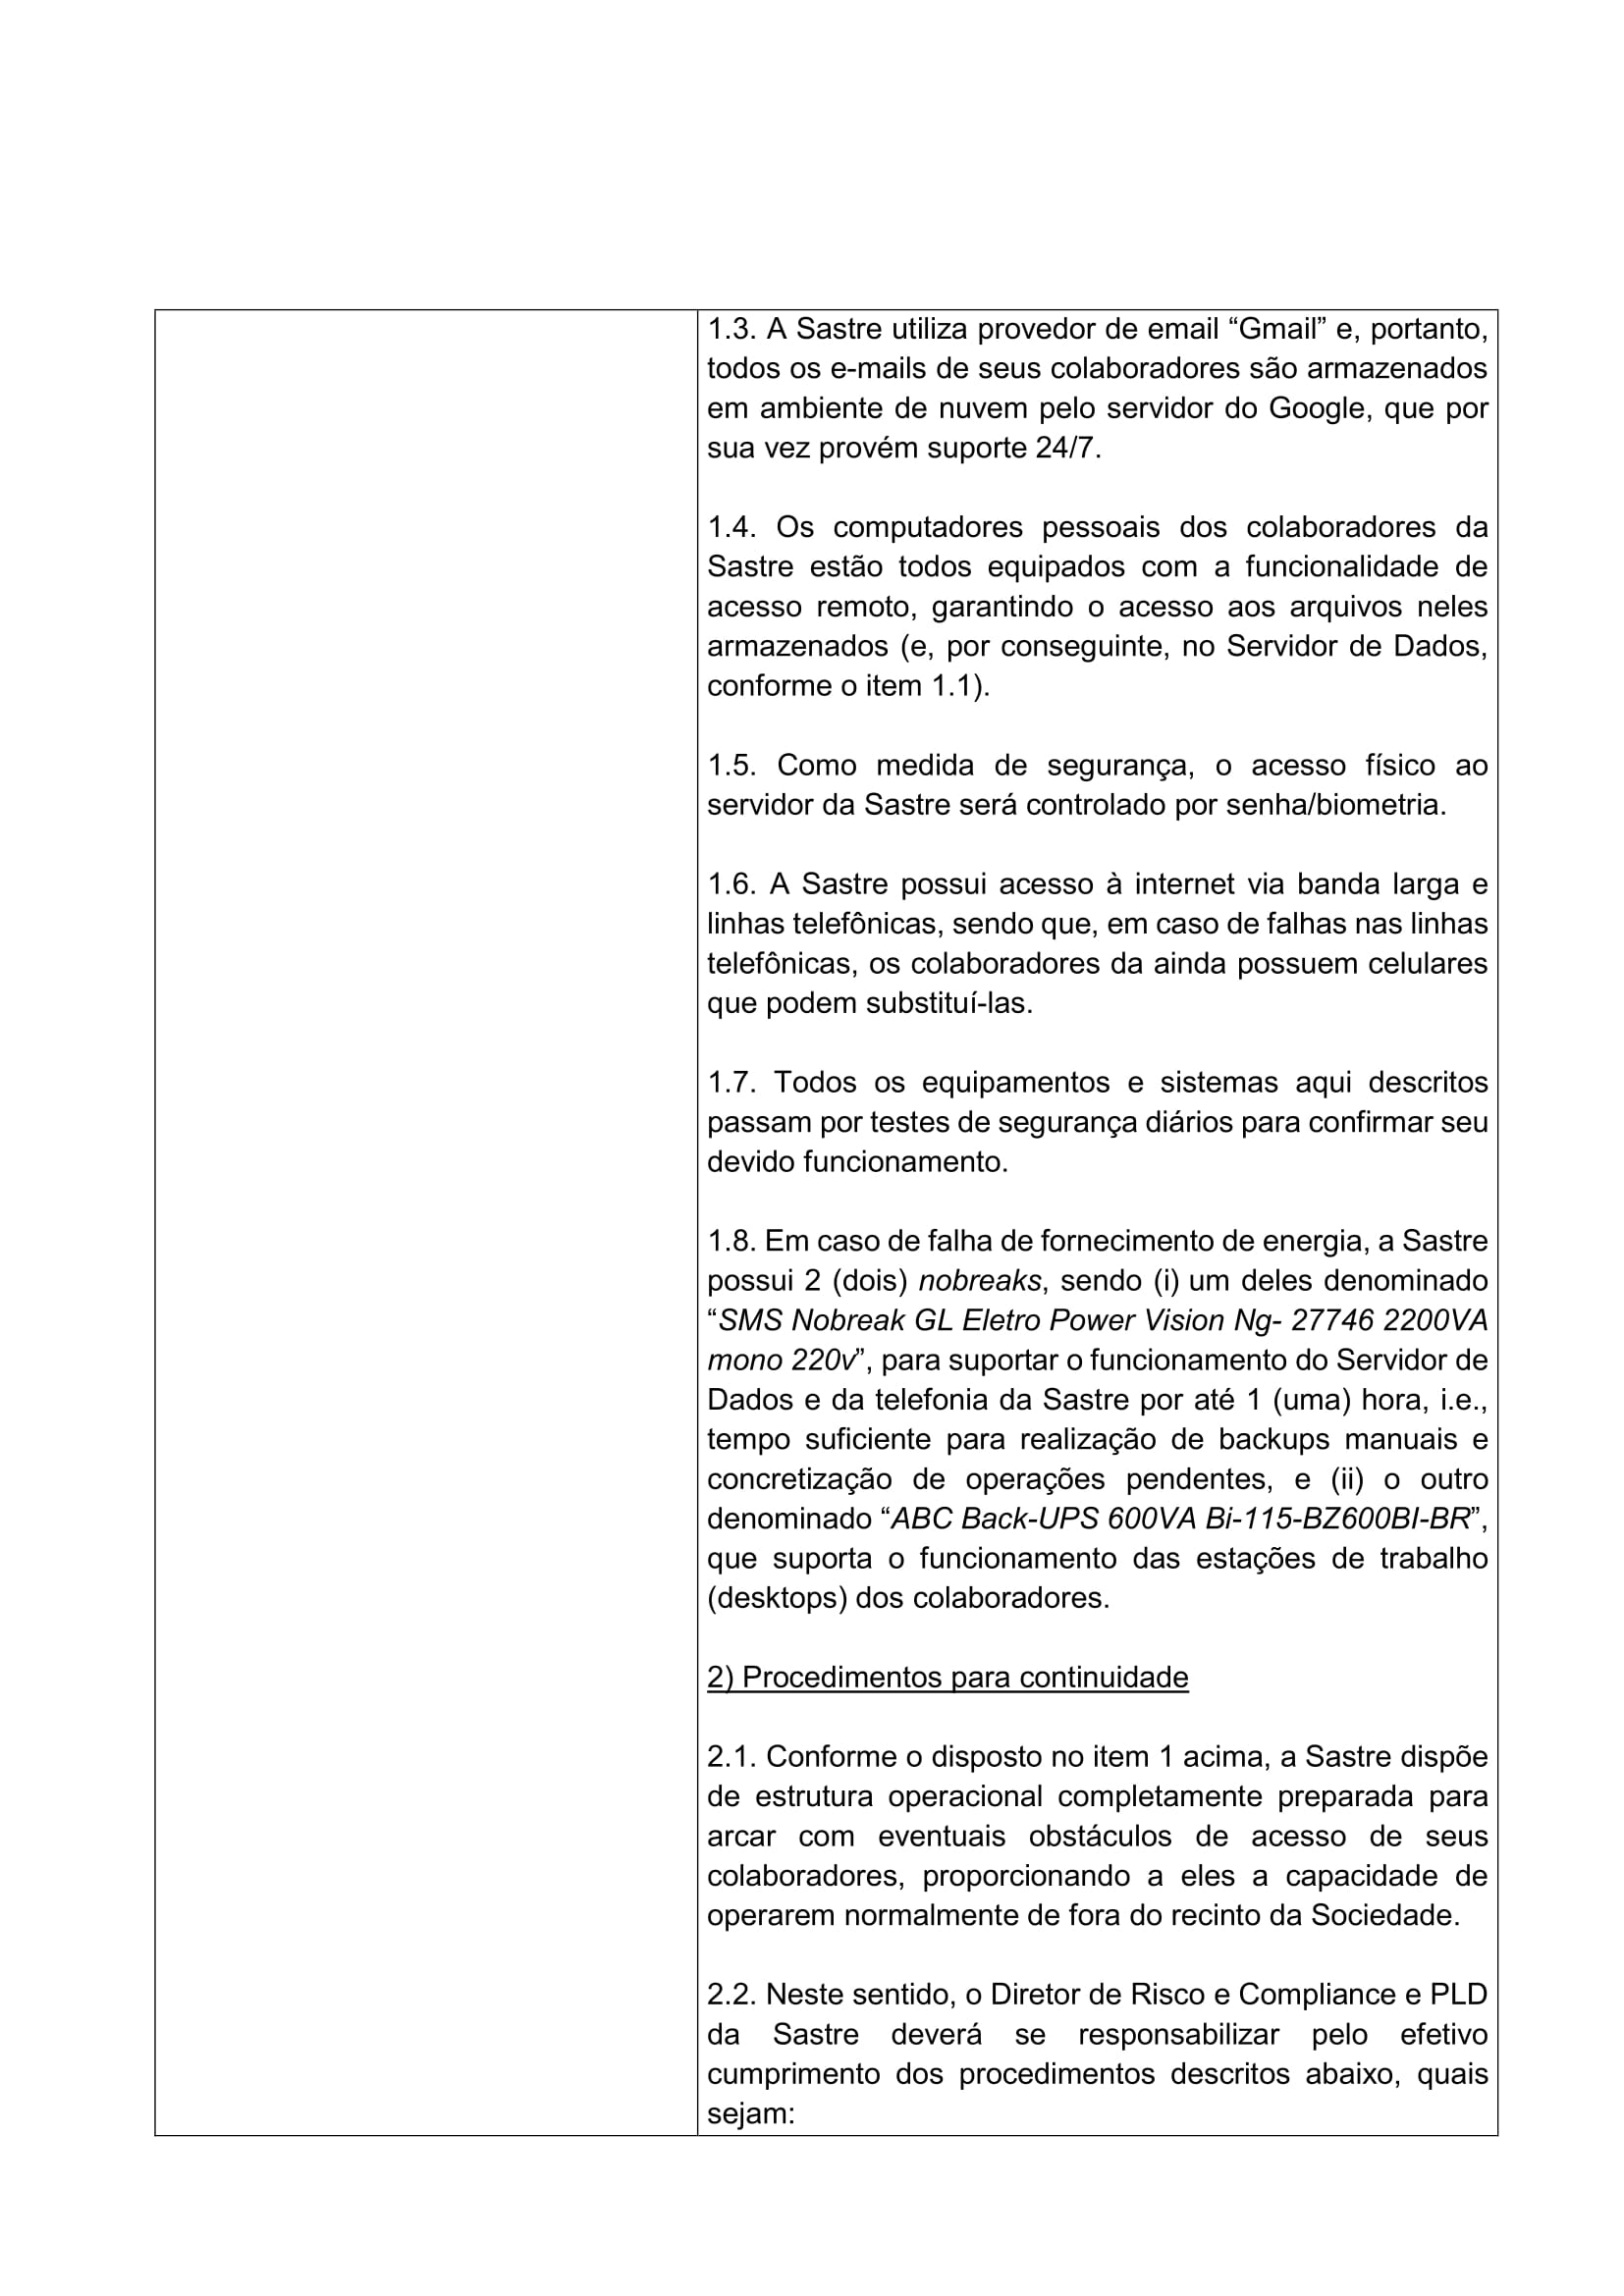 1.3. A Sastre utiliza provedor de email “Gmail” e, portanto,
todos os e-mails de seus colaboradores são armazenados
em ambiente de nuvem pelo servidor do Google, que por
sua vez provém suporte 24/7.
1.4. Os computadores pessoais dos colaboradores da
Sastre estão todos equipados com a funcionalidade de
acesso remoto, garantindo o acesso aos arquivos neles
armazenados (e, por conseguinte, no Servidor de Dados,
conforme o item 1.1).
1.5. Como medida de segurança, o acesso físico ao
servidor da Sastre será controlado por senha/biometria.
1.6. A Sastre possui acesso à internet via banda larga e
linhas telefônicas, sendo que, em caso de falhas nas linhas
telefônicas, os colaboradores da ainda possuem celulares
que podem substituí-las.
1.7. Todos os equipamentos e sistemas aqui descritos
passam por testes de segurança diários para confirmar seu
devido funcionamento.
1.8. Em caso de falha de fornecimento de energia, a Sastre
possui 2 (dois) nobreaks, sendo (i) um deles denominado
“SMS Nobreak GL Eletro Power Vision Ng- 27746 2200VA
mono 220v”, para suportar o funcionamento do Servidor de
Dados e da telefonia da Sastre por até 1 (uma) hora, i.e.,
tempo suficiente para realização de backups manuais e
concretização de operações pendentes, e (ii) o outro
denominado “ABC Back-UPS 600VA Bi-115-BZ600BI-BR”,
que suporta o funcionamento das estações de trabalho
(desktops) dos colaboradores.
2) Procedimentos para continuidade
2.1. Conforme o disposto no item 1 acima, a Sastre dispõe
de estrutura operacional completamente preparada para
arcar com eventuais obstáculos de acesso de seus
colaboradores, proporcionando a eles a capacidade de
operarem normalmente de fora do recinto da Sociedade.
2.2. Neste sentido, o Diretor de Risco e Compliance e PLD
da Sastre deverá se responsabilizar pelo efetivo
cumprimento dos procedimentos descritos abaixo, quais
sejam: